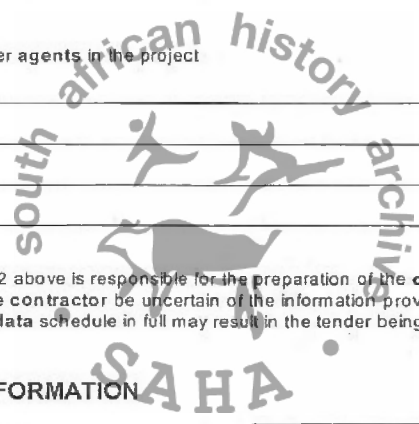 er agents in the project
south african history archive
2 above is responsible for the preparation of the
e contractor be uncertain of the information prov
data schedule in full may result in the tender being
SAHA
FORMATION